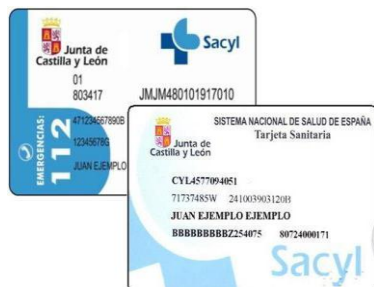 Junta de
Castilla y León
Sacyl
01
803417
JMJM480101917010
EMERGENCIAS:
112
471234567890B
12345678G
JUAN EJEMPLO
SISTEMA NACIONAL DE SALUD DE ESPAÑA
Tarjeta Sanitaria
Junta de
Castilla y León
CYL4577094051
71737485W 241003903120B
JUAN EJEMPLO EJEMPLO
BBBBBBBBBZ254075 80724000171
Sacyl